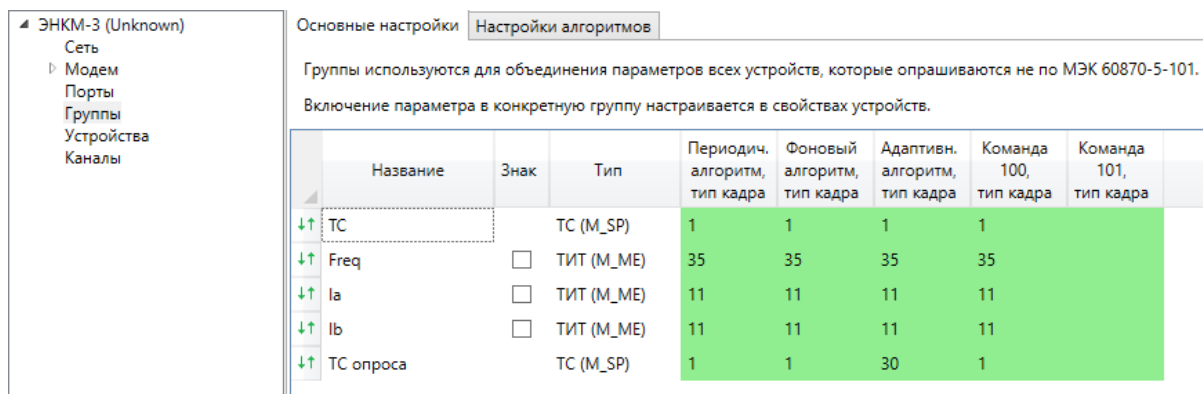 ЭНКМ-3 (Unknown)
Сеть
Модем
Порты
Группы
Устройства
Каналы
Основные настройки Настройки алгоритмов
Группы используются для объединения параметров всех устройств, которые опрашиваются не по МЭК 60870-5-101.
Включение параметра в конкретную группу настраивается в свойствах устройств.
Название Знак Тип Периодич. алгоритм, тип кадра Фоновый алгоритм, тип кадра Адаптивн. алгоритм, тип кадра Команда 100, тип кадра Команда 101, тип кадра
ТС ТС (M_SP) 1 1 1 1
Freq ТИТ (M_ME) 35 35 35 35
Ia ТИТ (M_ME) 11 11 11 11
Ib ТИТ (M_ME) 11 11 11 11
ТС опроса ТС (M_SP) 1 1 30 1